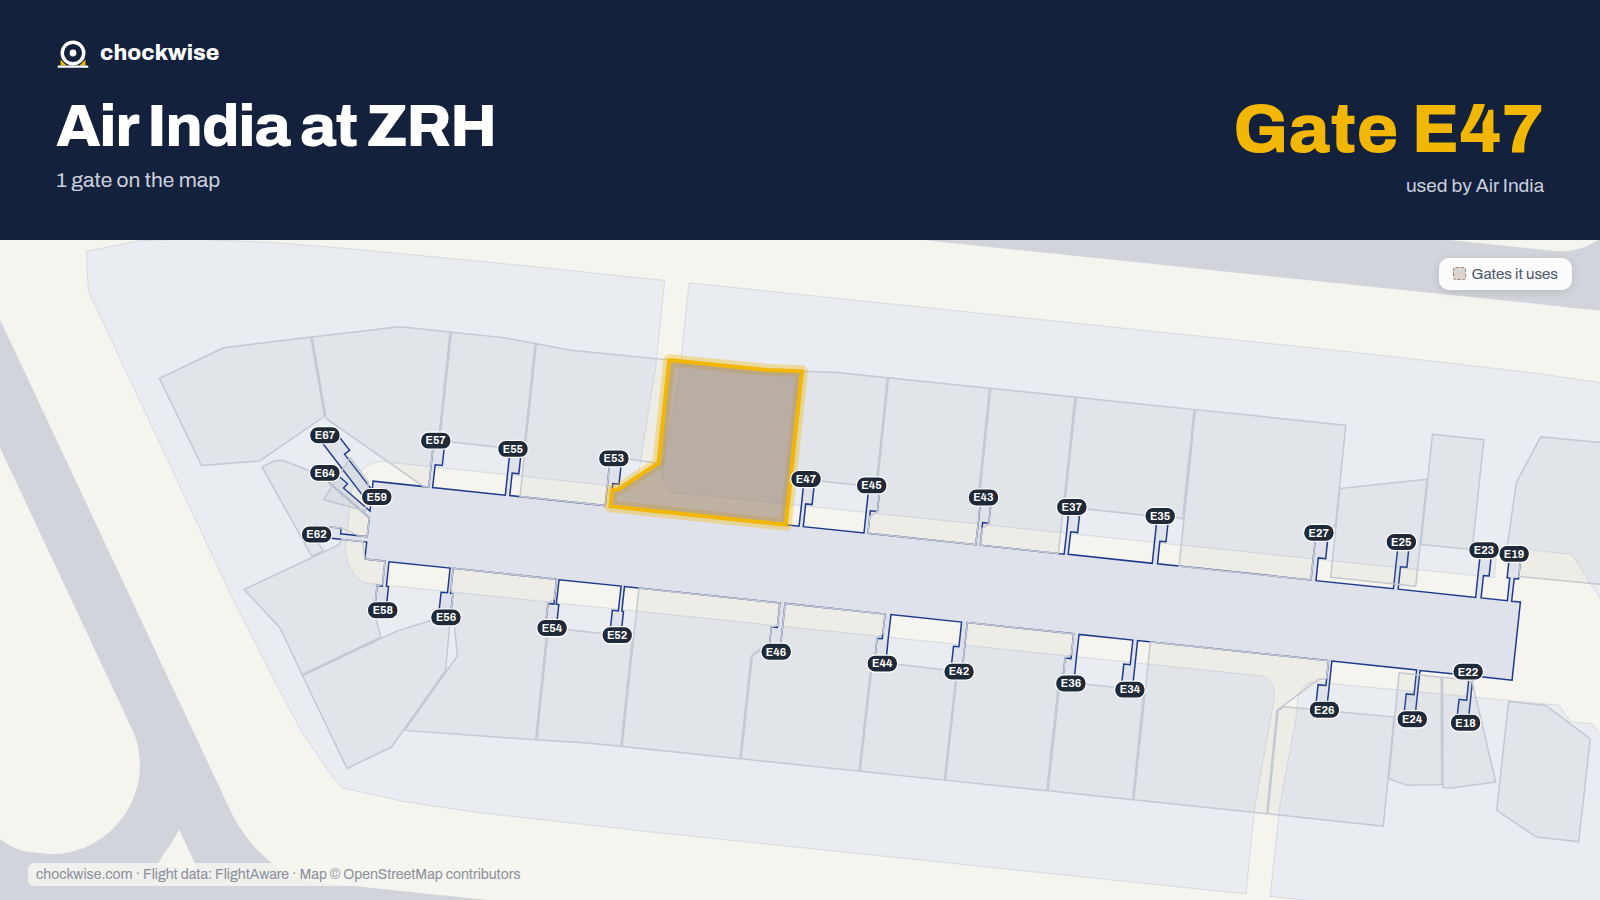 chockwise
Air India at ZRH
1 gate on the map
Gate E47
used by Air India
Gates it uses
E67
E57
E55
E53
E64
E59
E47
E45
E43
E37
E35
E62
E27
E25
E23
E19
E58
E56
E54
E52
E46
E44
E42
E36
E34
E22
E26
E24
E18
chockwise.com · Flight data: FlightAware · Map © OpenStreetMap contributors